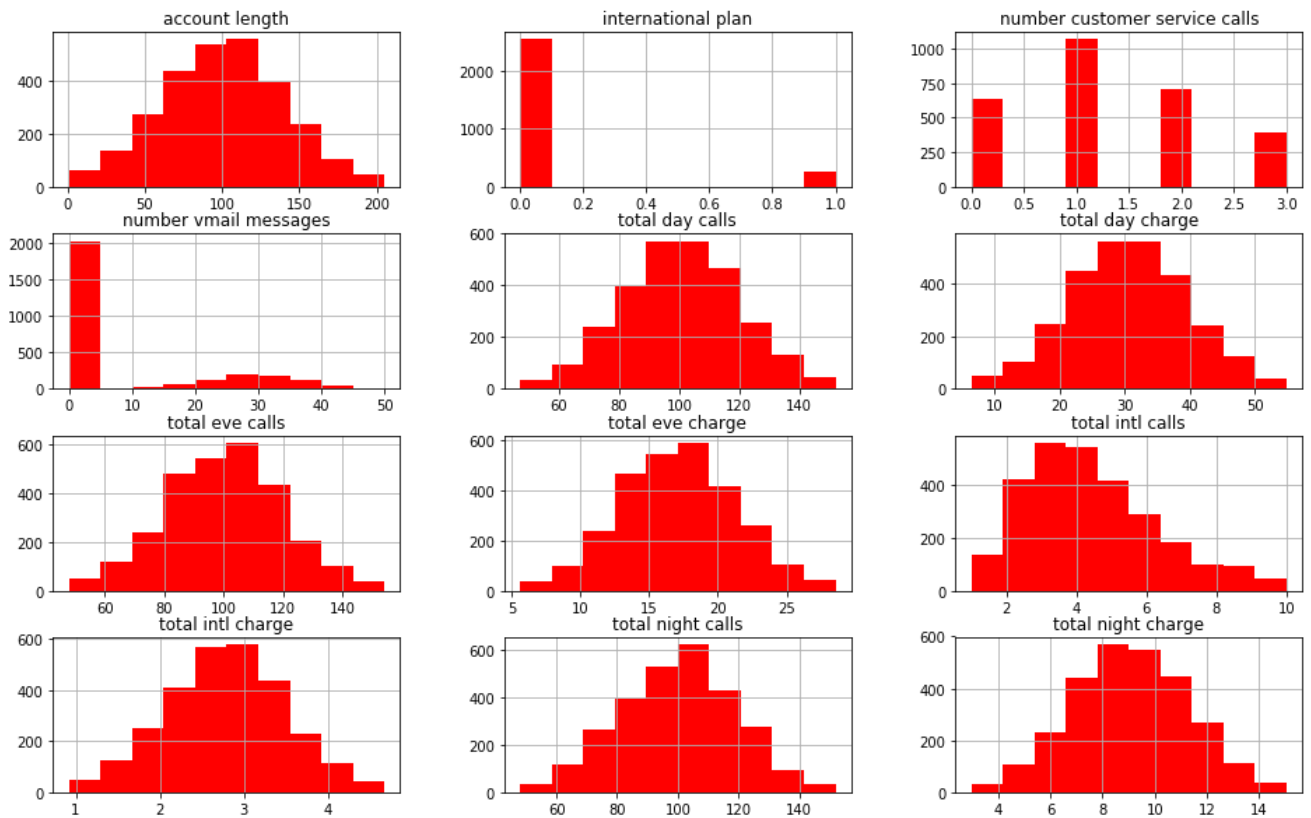 account length
international plan
number customer service calls
400
200
0
0 50 100 150 200
2000
1000
0
0.0 0.2 0.4 0.6 0.8 1.0
1000
750
500
250
0
0.0 0.5 1.0 1.5 2.0 2.5 3.0
number vmail messages
total day calls
total day charge
2000
1500
1000
500
0
0 10 20 30 40 50
600
400
200
0
60 80 100 120 140
400
200
0
10 20 30 40 50
total eve calls
total eve charge
total intl calls
600
400
200
0
60 80 100 120 140
600
400
200
0
5 10 15 20 25
400
200
0
2 4 6 8 10
total intl charge
total night calls
total night charge
600
400
200
0
1 2 3 4
600
400
200
0
60 80 100 120 140
600
400
200
0
4 6 8 10 12 14